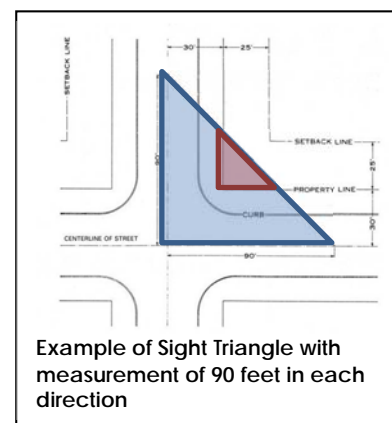 30' 25'
SETBACK LINE
SETBACK LINE
25'
90'
PROPERTY LINE
CURB
30'
CENTERLINE OF STREET
90'
Example of Sight Triangle with
measurement of 90 feet in each
direction